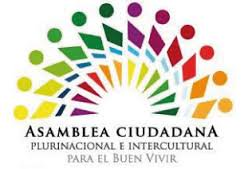 ASAMBLEA CIUDADANA
PLURINACIONAL E INTERCULTURAL
PARA EL BUEN VIVIR